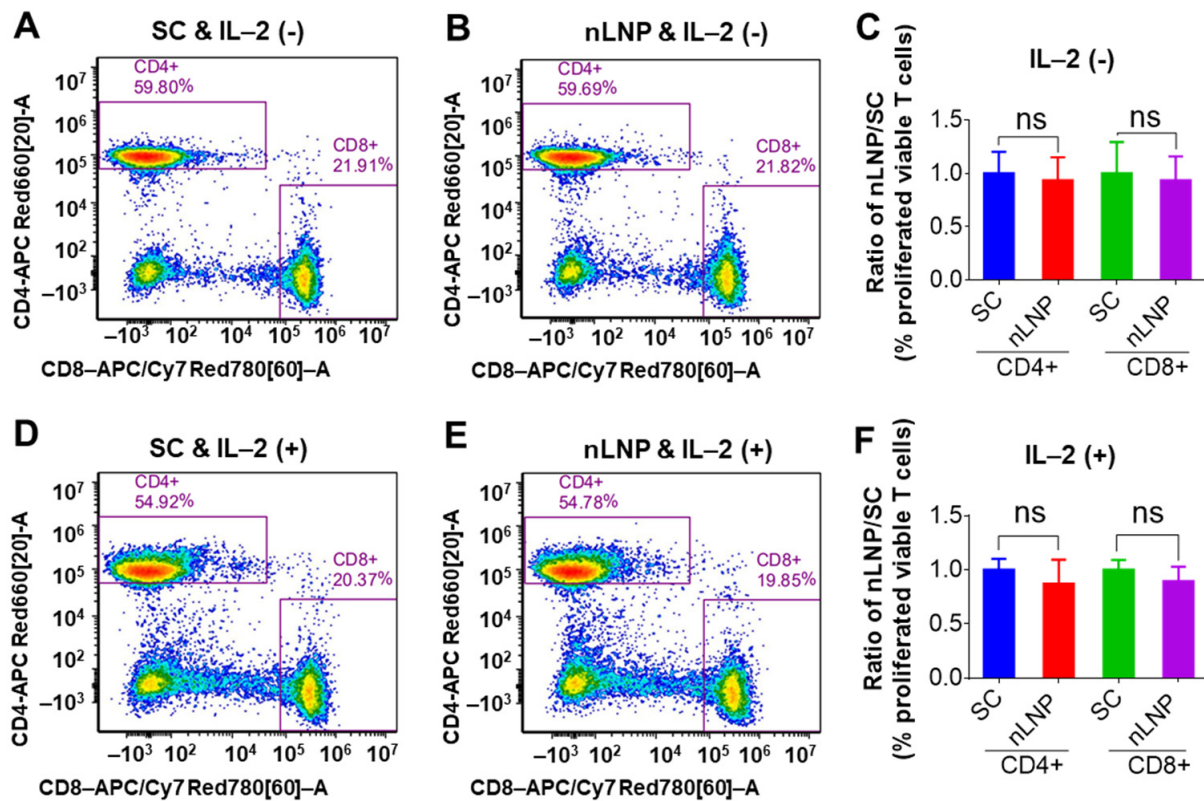 A
SC & IL–2 (-)
CD4+
59.80%
CD8+
21.91%
10⁷
10⁶
10⁵
10⁴
10²
–10³
CD4-APC Red660[20]-A
–10³ 10² 10⁴ 10⁵ 10⁶ 10⁷
CD8–APC/Cy7 Red780[60]–A
B
nLNP & IL–2 (-)
CD4+
59.69%
CD8+
21.82%
10⁷
10⁶
10⁵
10⁴
10²
–10³
CD4-APC Red660[20]-A
–10³ 10² 10⁴ 10⁵ 10⁶ 10⁷
CD8–APC/Cy7 Red780[60]–A
C
IL–2 (-)
Ratio of nLNP/SC
(% proliferated viable T cells)
1.5
1.0
0.5
0.0
ns
ns
SC
nLNP
SC
nLNP
CD4+
CD8+
D
SC & IL–2 (+)
CD4+
54.92%
CD8+
20.37%
10⁷
10⁶
10⁵
10⁴
10²
–10³
CD4-APC Red660[20]-A
–10³ 10² 10⁴ 10⁵ 10⁶ 10⁷
CD8–APC/Cy7 Red780[60]–A
E
nLNP & IL–2 (+)
CD4+
54.78%
CD8+
19.85%
10⁷
10⁶
10⁵
10⁴
10²
–10³
CD4-APC Red660[20]-A
–10³ 10² 10⁴ 10⁵ 10⁶ 10⁷
CD8–APC/Cy7 Red780[60]–A
F
IL–2 (+)
Ratio of nLNP/SC
(% proliferated viable T cells)
1.5
1.0
0.5
0.0
ns
ns
SC
nLNP
SC
nLNP
CD4+
CD8+